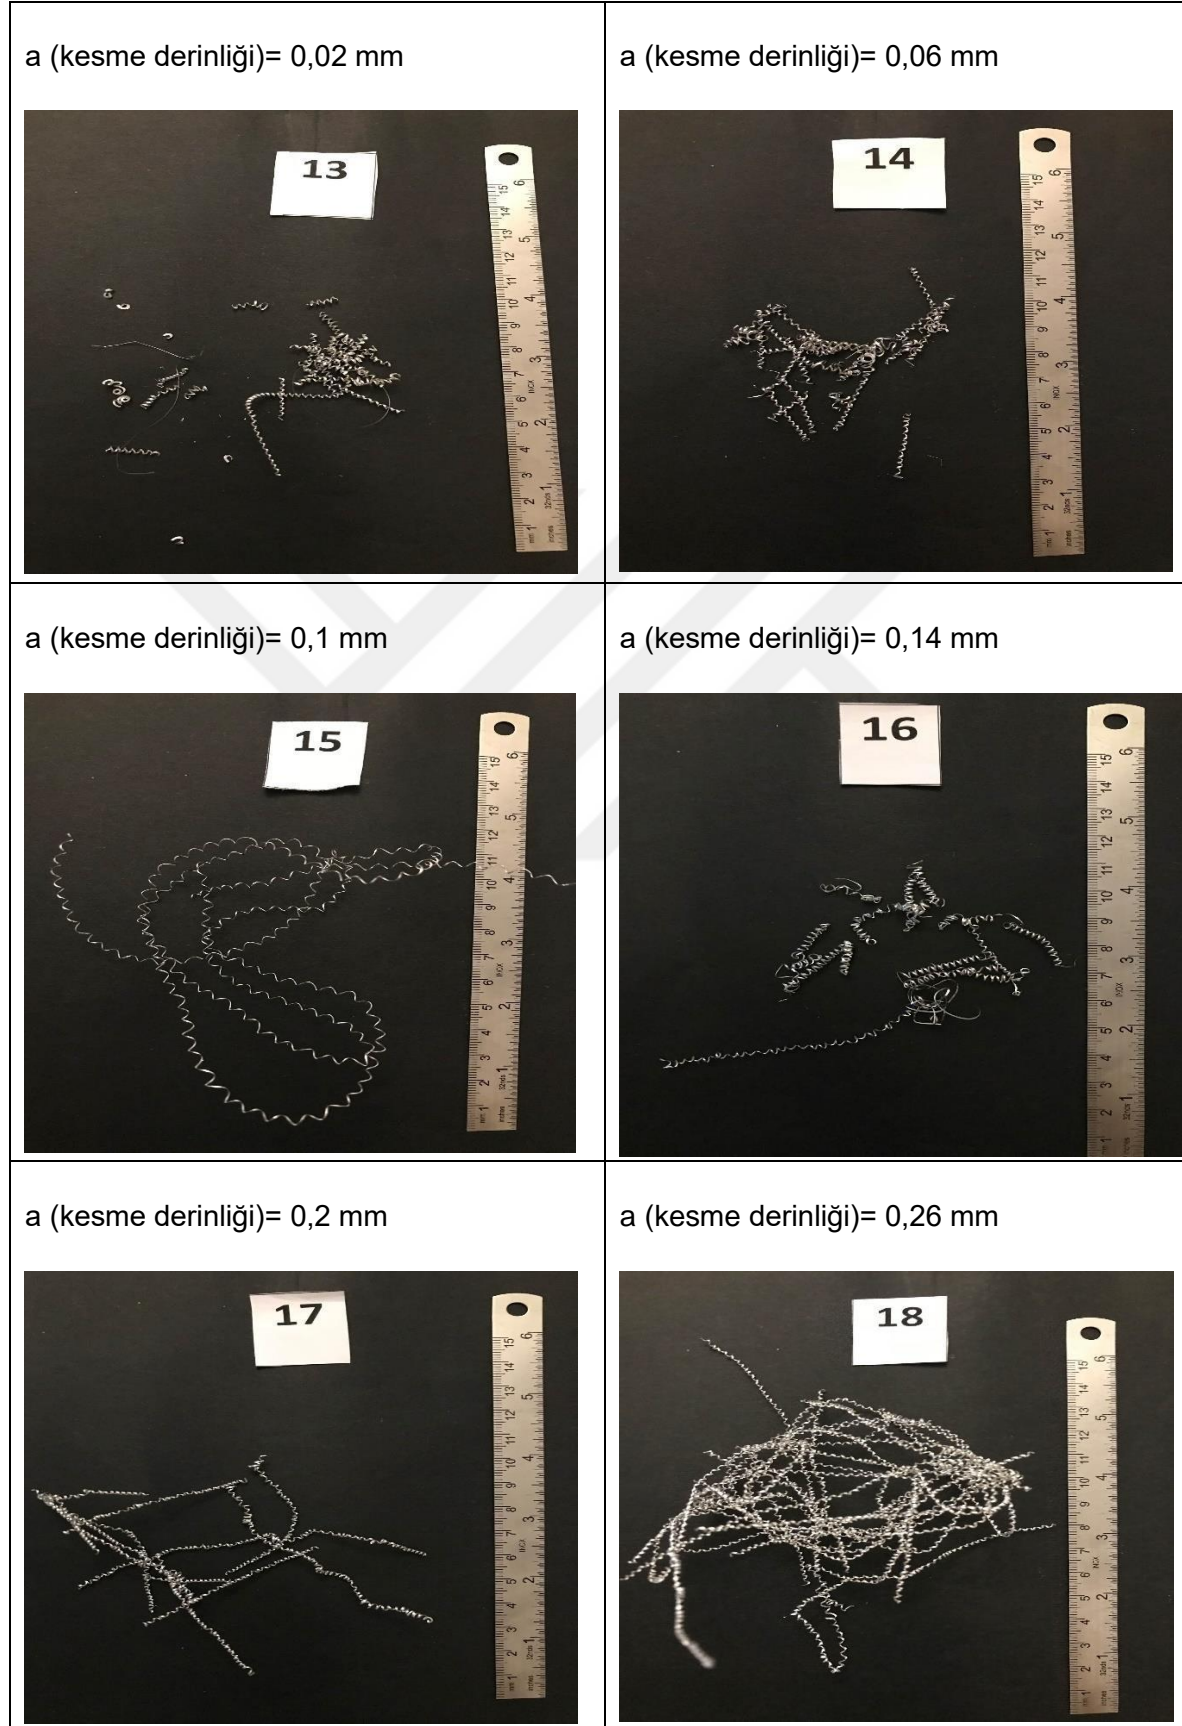 a (kesme derinliği)= 0,02 mm
a (kesme derinliği)= 0,06 mm
13
14
a (kesme derinliği)= 0,1 mm
a (kesme derinliği)= 0,14 mm
15
16
a (kesme derinliği)= 0,2 mm
a (kesme derinliği)= 0,26 mm
17
18